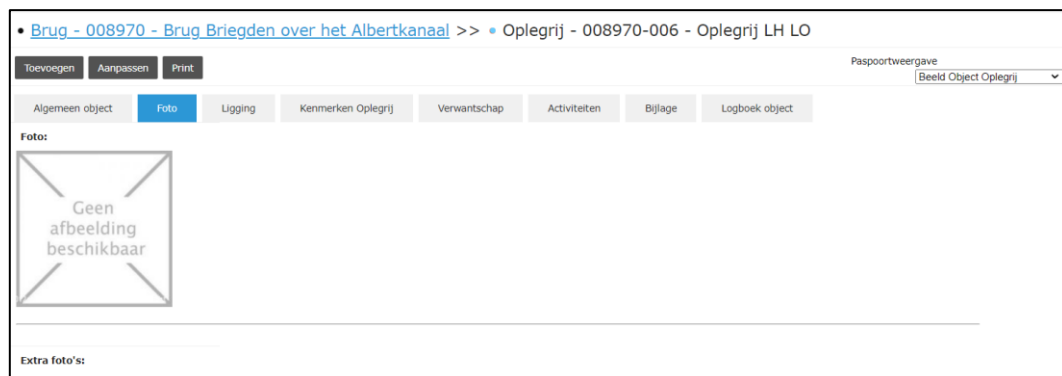 • Brug - 008970 - Brug Briegden over het Albertkanaal >> • Oplegrij - 008970-006 - Oplegrij LH LO
Toevoegen Aanpassen Print
Paspoortweergave
Beeld Object Oplegrij
Algemeen object Foto Ligging Kenmerken Oplegrij Verwantschap Activiteiten Bijlage Logboek object
Foto:
Geen
afbeelding
beschikbaar
Extra foto's: